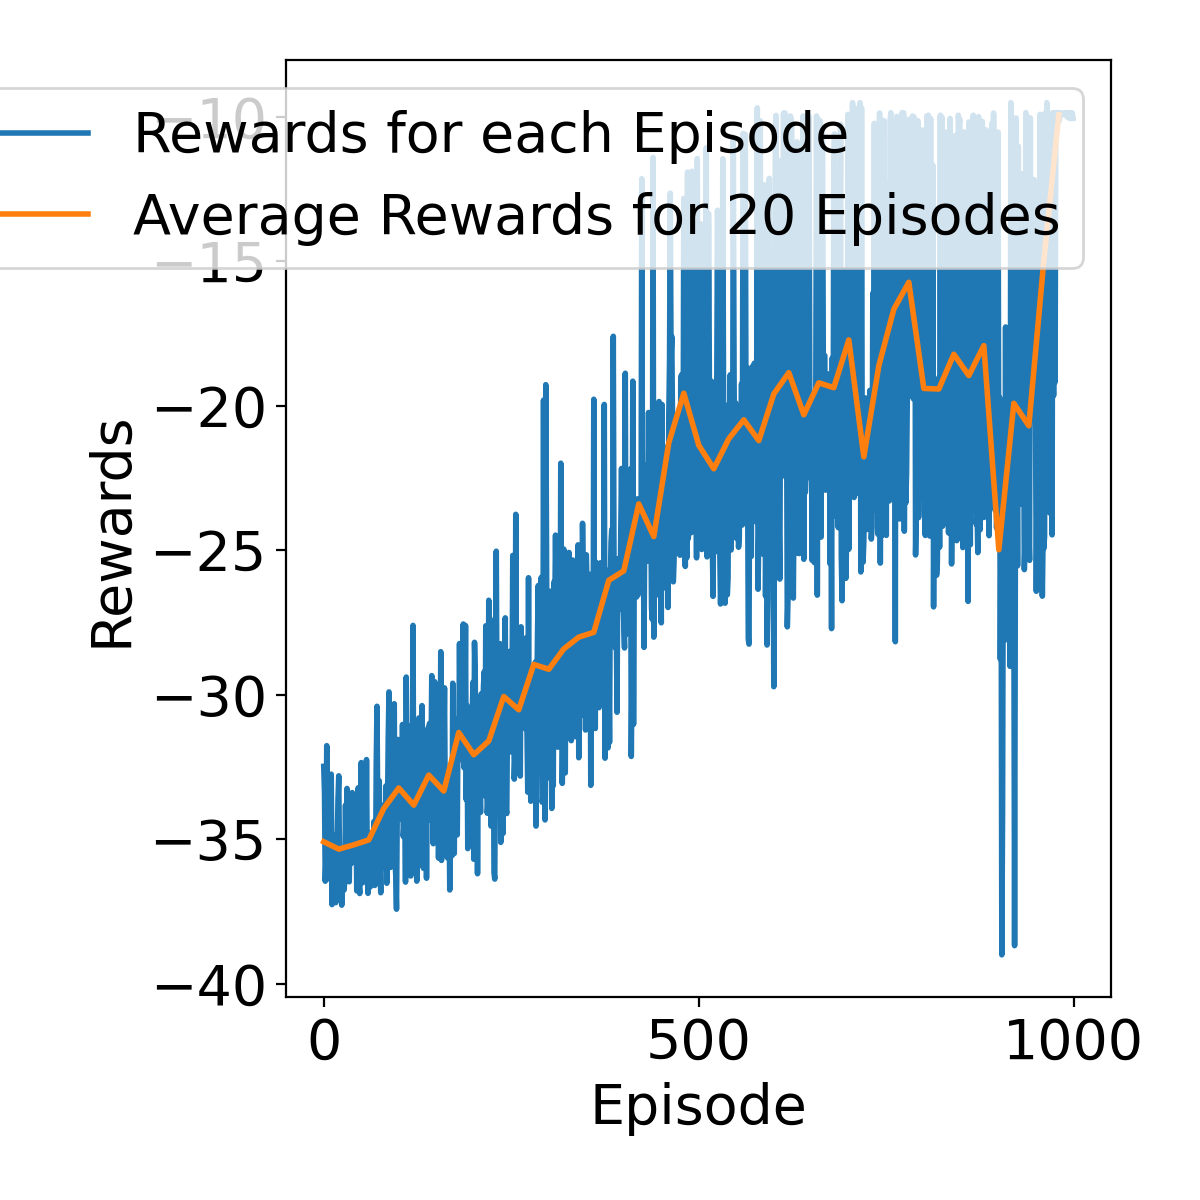 Rewards for each Episode
Average Rewards for 20 Episodes
−10
−15
−20
−25
−30
−35
−40
Rewards
0 500 1000
Episode